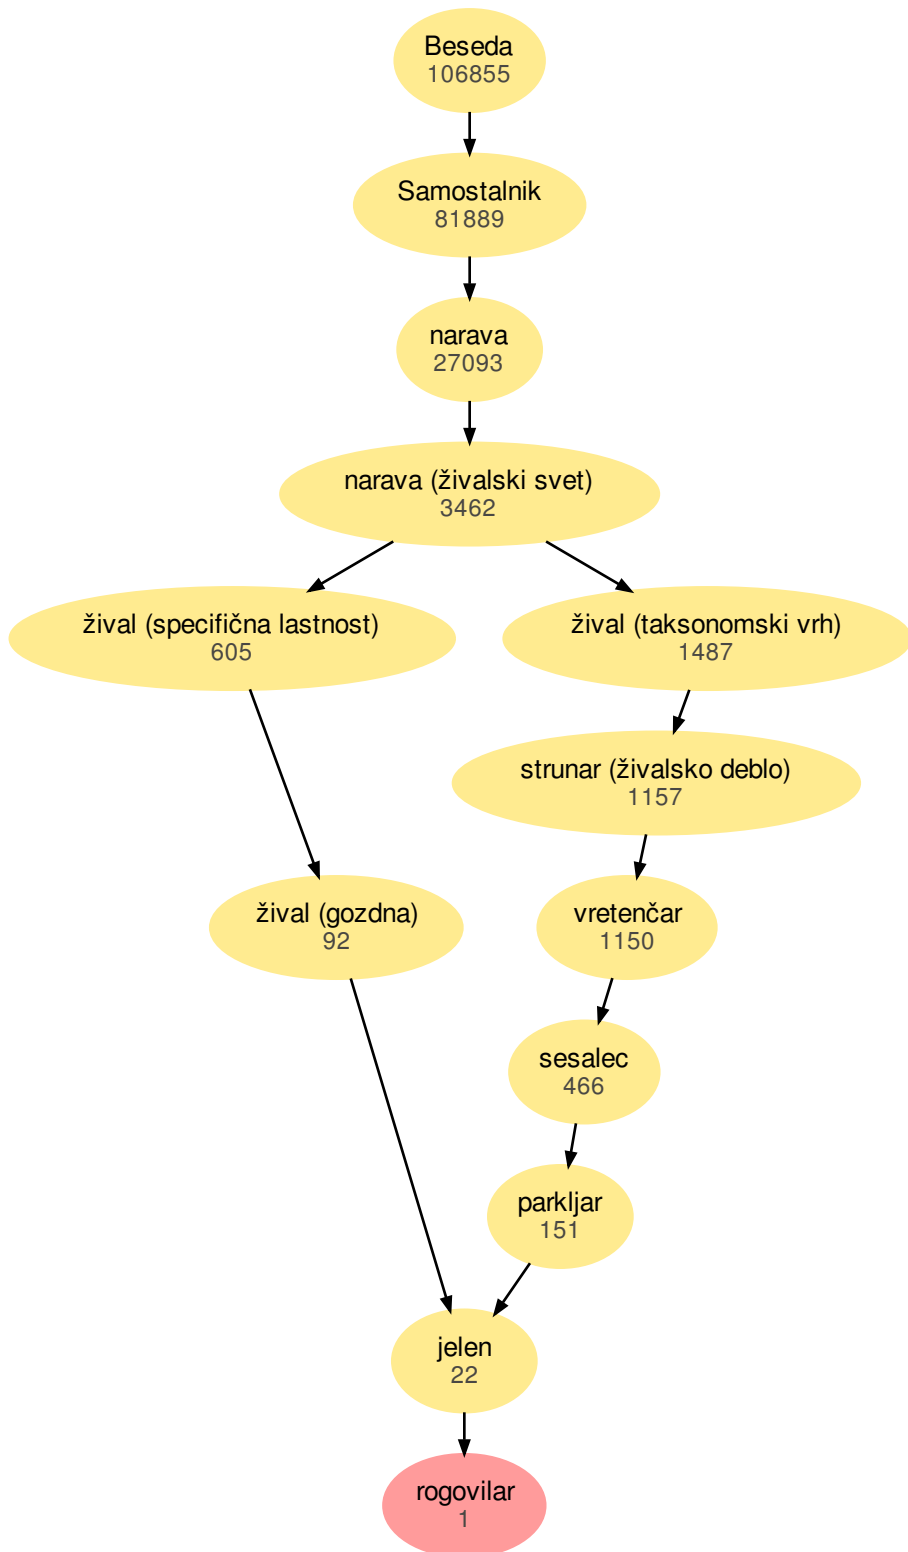 Beseda
106855
Samostalnik
81889
narava
27093
narava (živalski svet)
3462
žival (specifična lastnost)
605
žival (taksonomski vrh)
1487
strunar (živalsko deblo)
1157
žival (gozdna)
92
vretenčar
1150
sesalec
466
parkljar
151
jelen
22
rogovilar
1